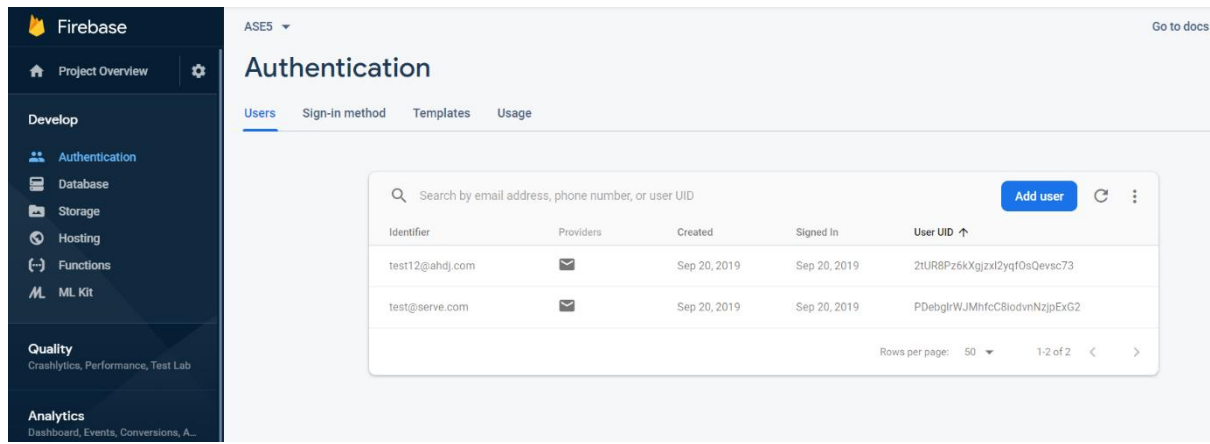 Firebase
Project Overview
Develop
Authentication
Database
Storage
Hosting
Functions
ML Kit
Quality
Crashlytics, Performance, Test Lab
Analytics
Dashboard, Events, Conversions, A...
ASE5
Go to docs
Authentication
Users Sign-in method Templates Usage
Search by email address, phone number, or user UID
Add user
Identifier Providers Created Signed In User UID
test12@ahdj.com Sep 20, 2019 Sep 20, 2019 2tUR8Pz6kXgjzxI2yqfOsQevsc73
test@serve.com Sep 20, 2019 Sep 20, 2019 PDebgIrWJMhfcC8iodvnNzjpExG2
Rows per page: 50 1-2 of 2